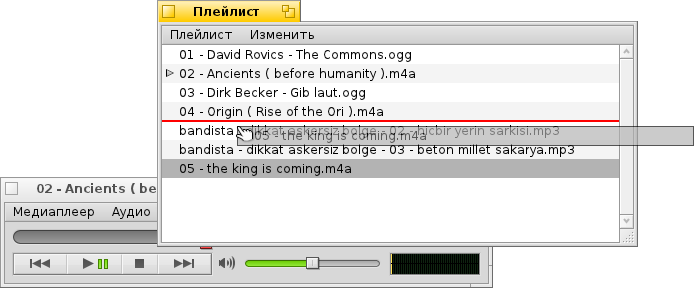 Плейлист
Плейлист Изменить
01 - David Rovics - The Commons.ogg
02 - Ancients ( before humanity ).m4a
03 - Dirk Becker - Gib laut.ogg
04 - Origin ( Rise of the Ori ).m4a
bandista - dikkat askersiz bolge - 02 - hicbir yerin sarkisi.mp3
05 - the king is coming.m4a
bandista - dikkat askersiz bolge - 03 - beton millet sakarya.mp3
05 - the king is coming.m4a
02 - Ancients ( be
Медиаплеер Аудио